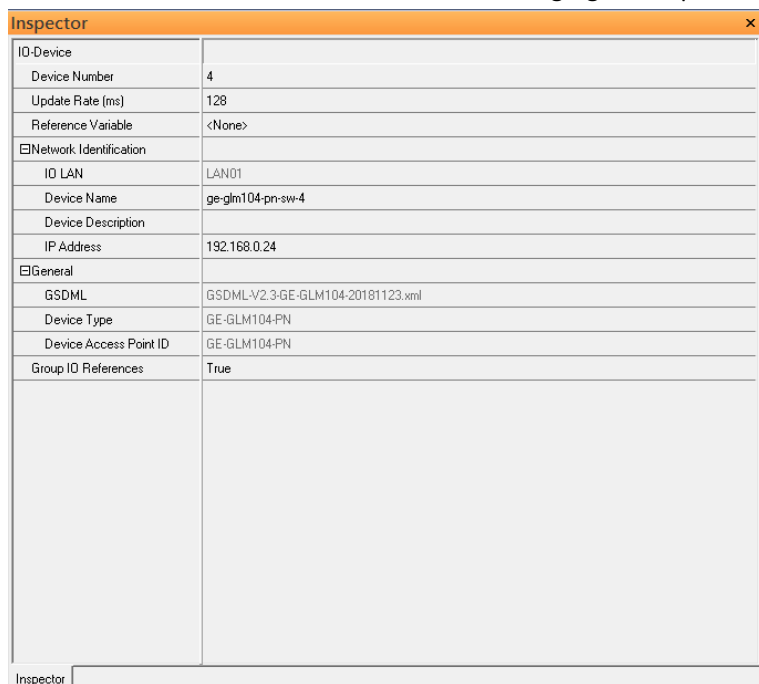 Inspector x
IO-Device
Device Number 4
Update Rate (ms) 128
Reference Variable <None>
Network Identification
IO LAN LAN01
Device Name ge-glm104-pn-sw-4
Device Description
IP Address 192.168.0.24
General
GSDML GSDML-V2.3-GE-GLM104-20181123.xml
Device Type GE-GLM104-PN
Device Access Point ID GE-GLM104-PN
Group IO References True
Inspector